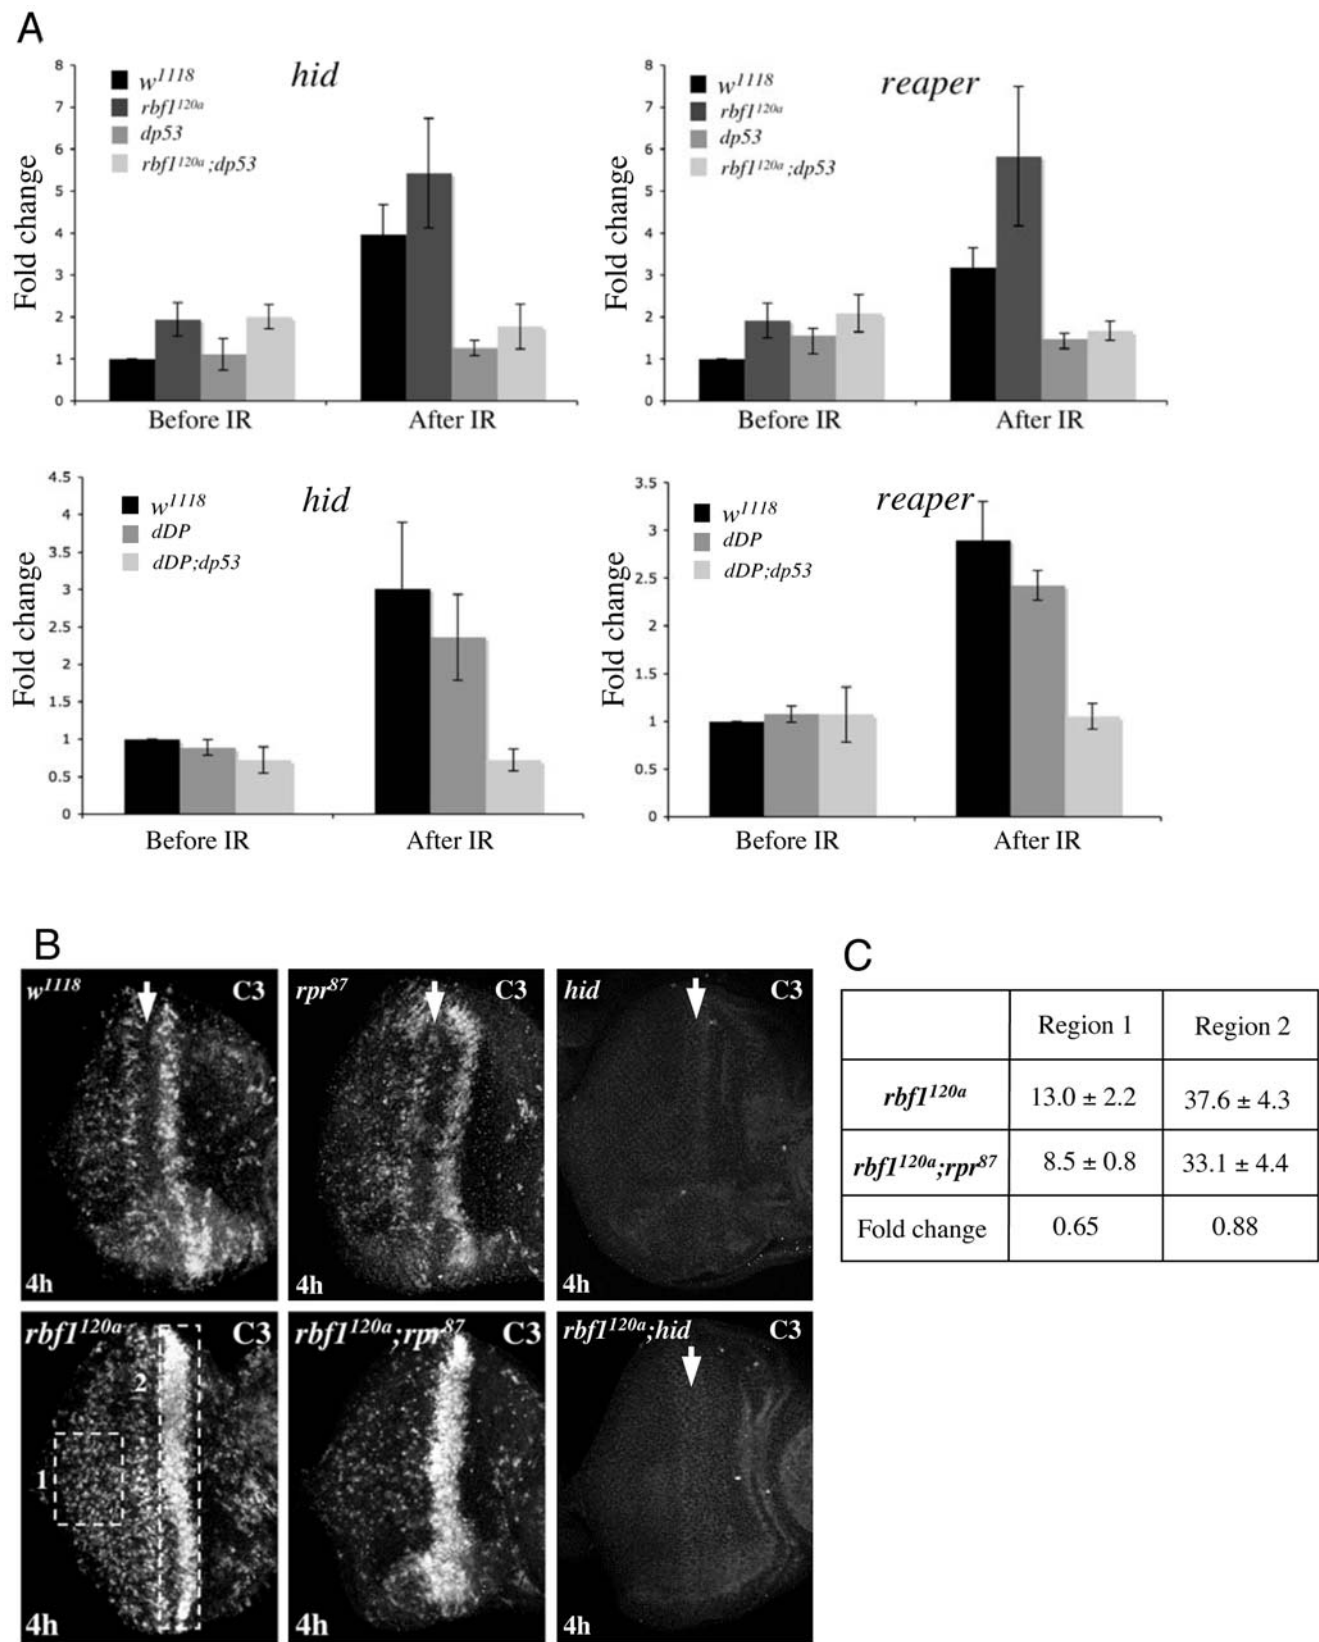 A
hid
w1118
rbf1120a
dp53
rbf1120a;dp53
Fold change
8
7
6
5
4
3
2
1
0
Before IR
After IR
reaper
w1118
rbf1120a
dp53
rbf1120a;dp53
Fold change
8
7
6
5
4
3
2
1
0
Before IR
After IR
hid
w1118
dDP
dDP;dp53
Fold change
4.5
4
3.5
3
2.5
2
1.5
1
0.5
0
Before IR
After IR
reaper
w1118
dDP
dDP;dp53
Fold change
3.5
3
2.5
2
1.5
1
0.5
0
Before IR
After IR
B
w1118 C3
4h
rpr87 C3
4h
hid C3
4h
rbf1120a C3
2
1
4h
rbf1120a;rpr87 C3
4h
rbf1120a;hid C3
4h
C
Region 1 Region 2
rbf1120a 13.0 ± 2.2 37.6 ± 4.3
rbf1120a;rpr87 8.5 ± 0.8 33.1 ± 4.4
Fold change 0.65 0.88